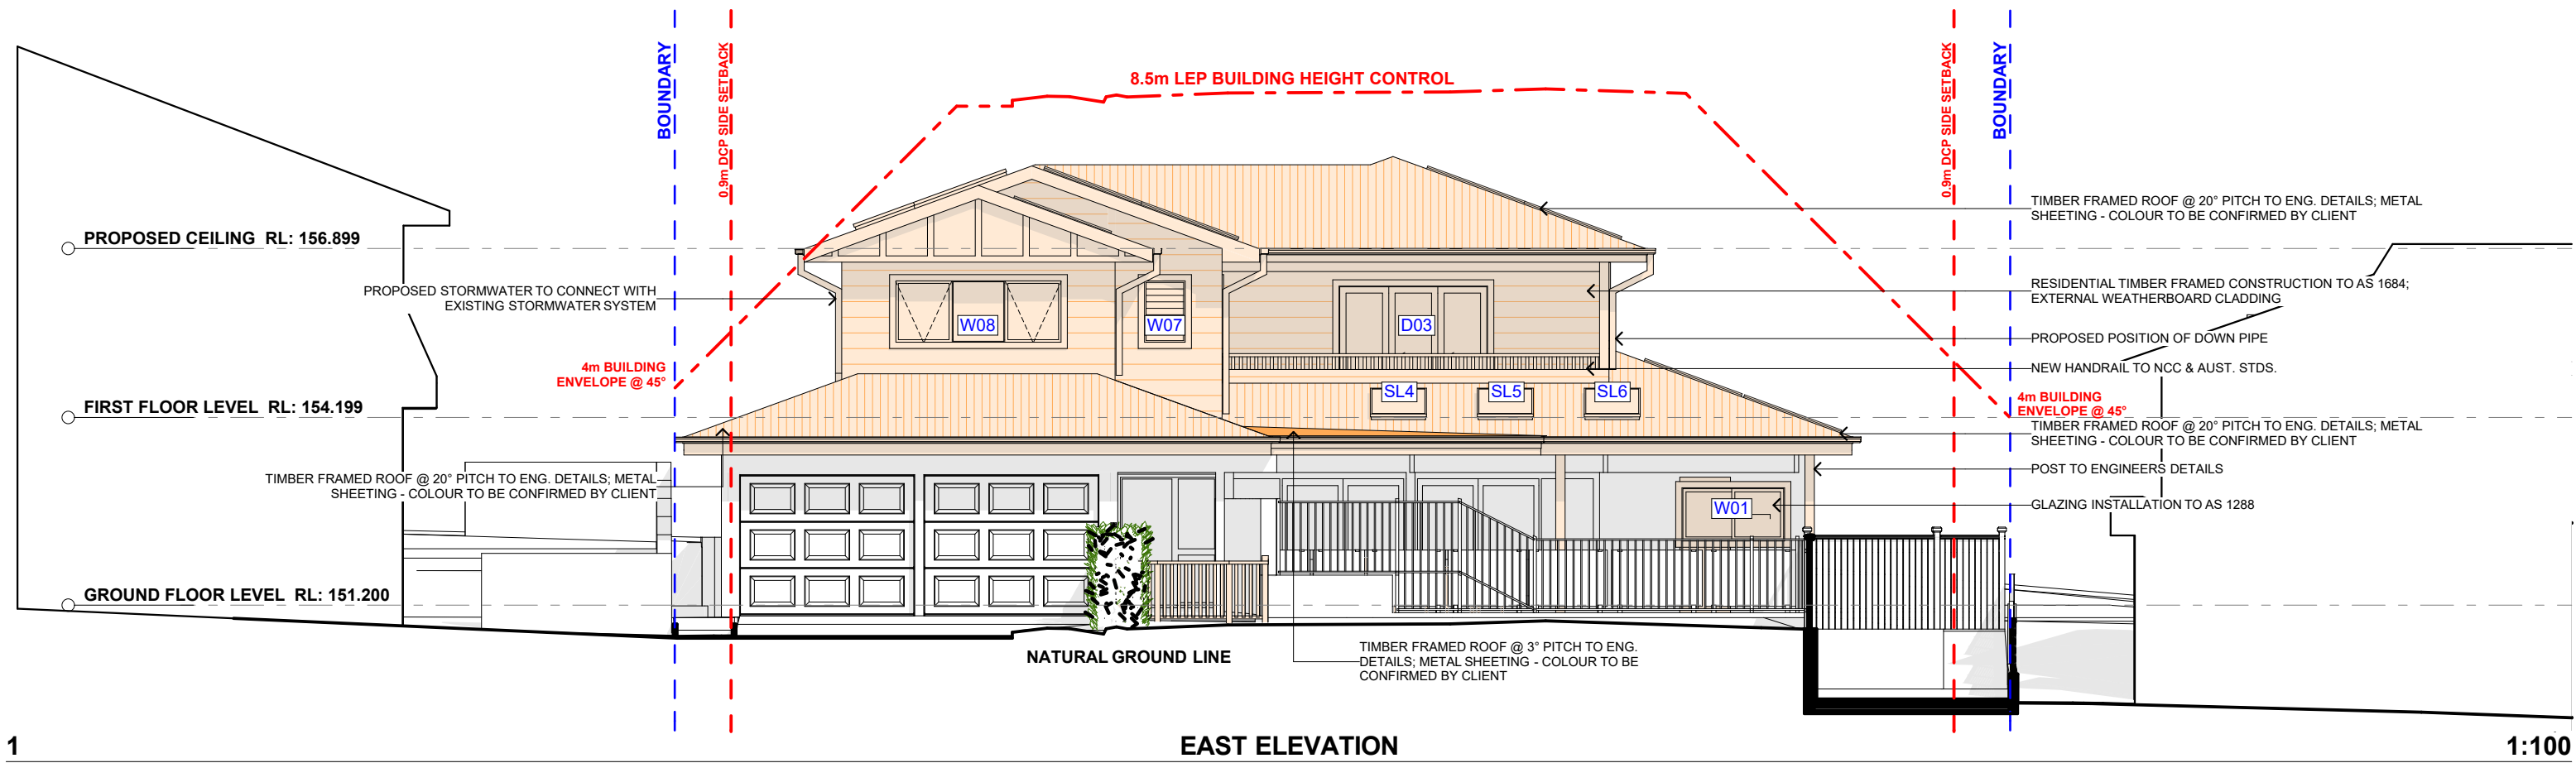 BOUNDARY
0.9m DCP SIDE SETBACK
8.5m LEP BUILDING HEIGHT CONTROL
0.9m DCP SIDE SETBACK
BOUNDARY
TIMBER FRAMED ROOF @ 20° PITCH TO ENG. DETAILS; METAL
SHEETING - COLOUR TO BE CONFIRMED BY CLIENT
PROPOSED CEILING RL: 156.899
PROPOSED STORMWATER TO CONNECT WITH
EXISTING STORMWATER SYSTEM
RESIDENTIAL TIMBER FRAMED CONSTRUCTION TO AS 1684;
EXTERNAL WEATHERBOARD CLADDING
W08
W07
D03
PROPOSED POSITION OF DOWN PIPE
4m BUILDING
ENVELOPE @ 45°
NEW HANDRAIL TO NCC & AUST. STDS.
SL4
SL5
SL6
FIRST FLOOR LEVEL RL: 154.199
4m BUILDING
ENVELOPE @ 45°
TIMBER FRAMED ROOF @ 20° PITCH TO ENG. DETAILS; METAL
SHEETING - COLOUR TO BE CONFIRMED BY CLIENT
TIMBER FRAMED ROOF @ 20° PITCH TO ENG. DETAILS; METAL
SHEETING - COLOUR TO BE CONFIRMED BY CLIENT
POST TO ENGINEERS DETAILS
W01
GLAZING INSTALLATION TO AS 1288
GROUND FLOOR LEVEL RL: 151.200
NATURAL GROUND LINE
TIMBER FRAMED ROOF @ 3° PITCH TO ENG.
DETAILS; METAL SHEETING - COLOUR TO BE
CONFIRMED BY CLIENT
1
EAST ELEVATION
1:100